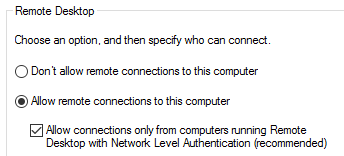 Remote Desktop
Choose an option, and then specify who can connect.
Don't allow remote connections to this computer
Allow remote connections to this computer
Allow connections only from computers running Remote
Desktop with Network Level Authentication (recommended)